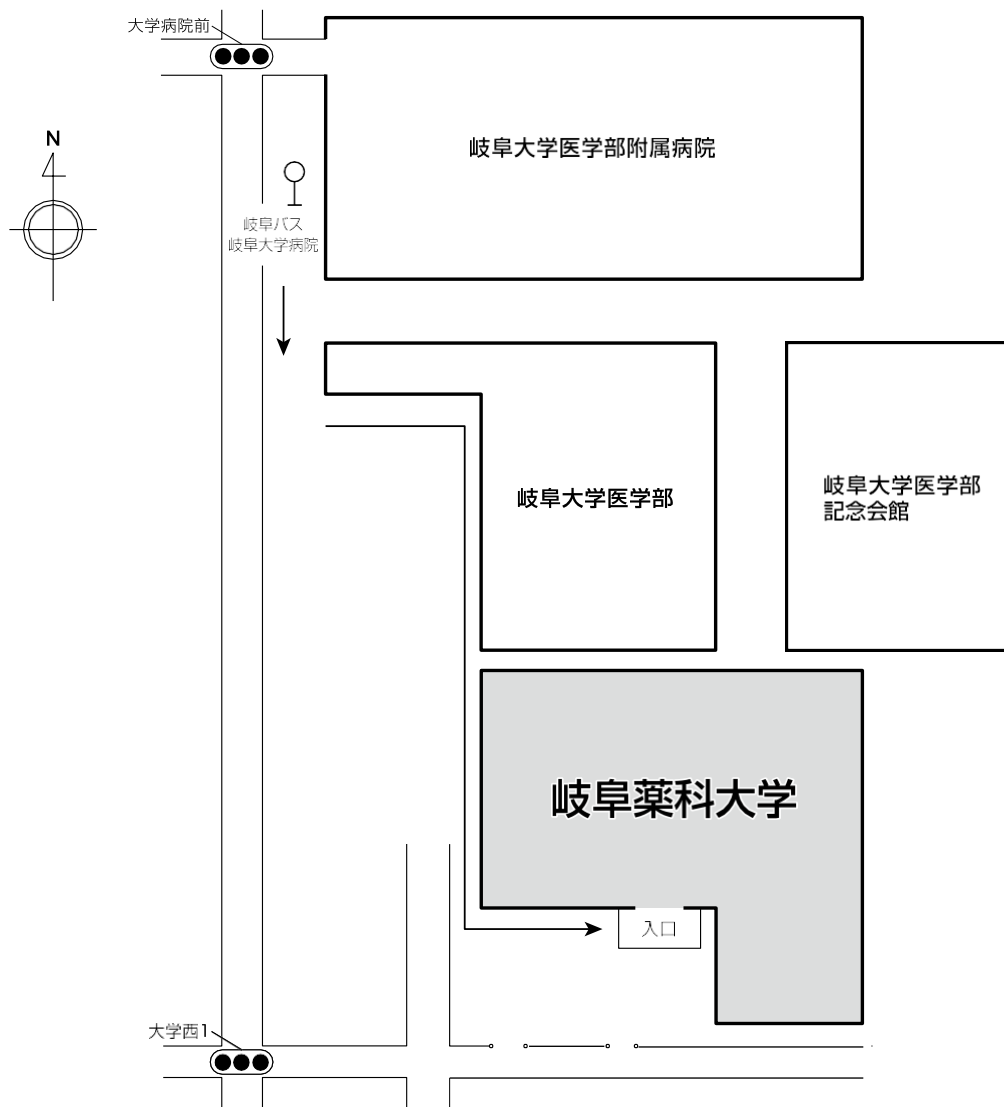 大学病院前
岐阜大学医学部附属病院
N
岐阜バス
岐阜大学病院
岐阜大学医学部
岐阜大学医学部
記念会館
岐阜薬科大学
入口
大学西1